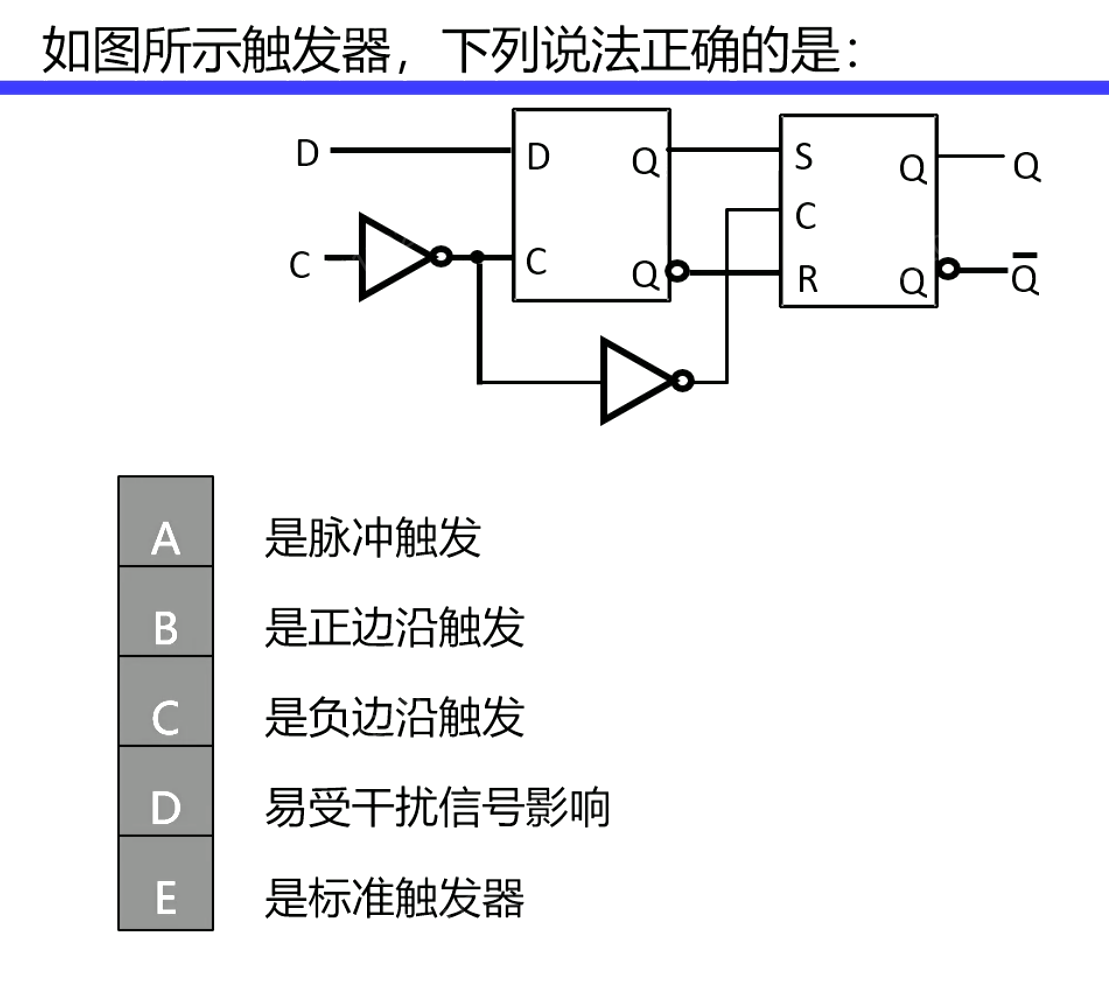 如图所示触发器，下列说法正确的是：
D D Q S Q Q
C C Q C R Q Q̅
A 是脉冲触发
B 是正边沿触发
C 是负边沿触发
D 易受干扰信号影响
E 是标准触发器